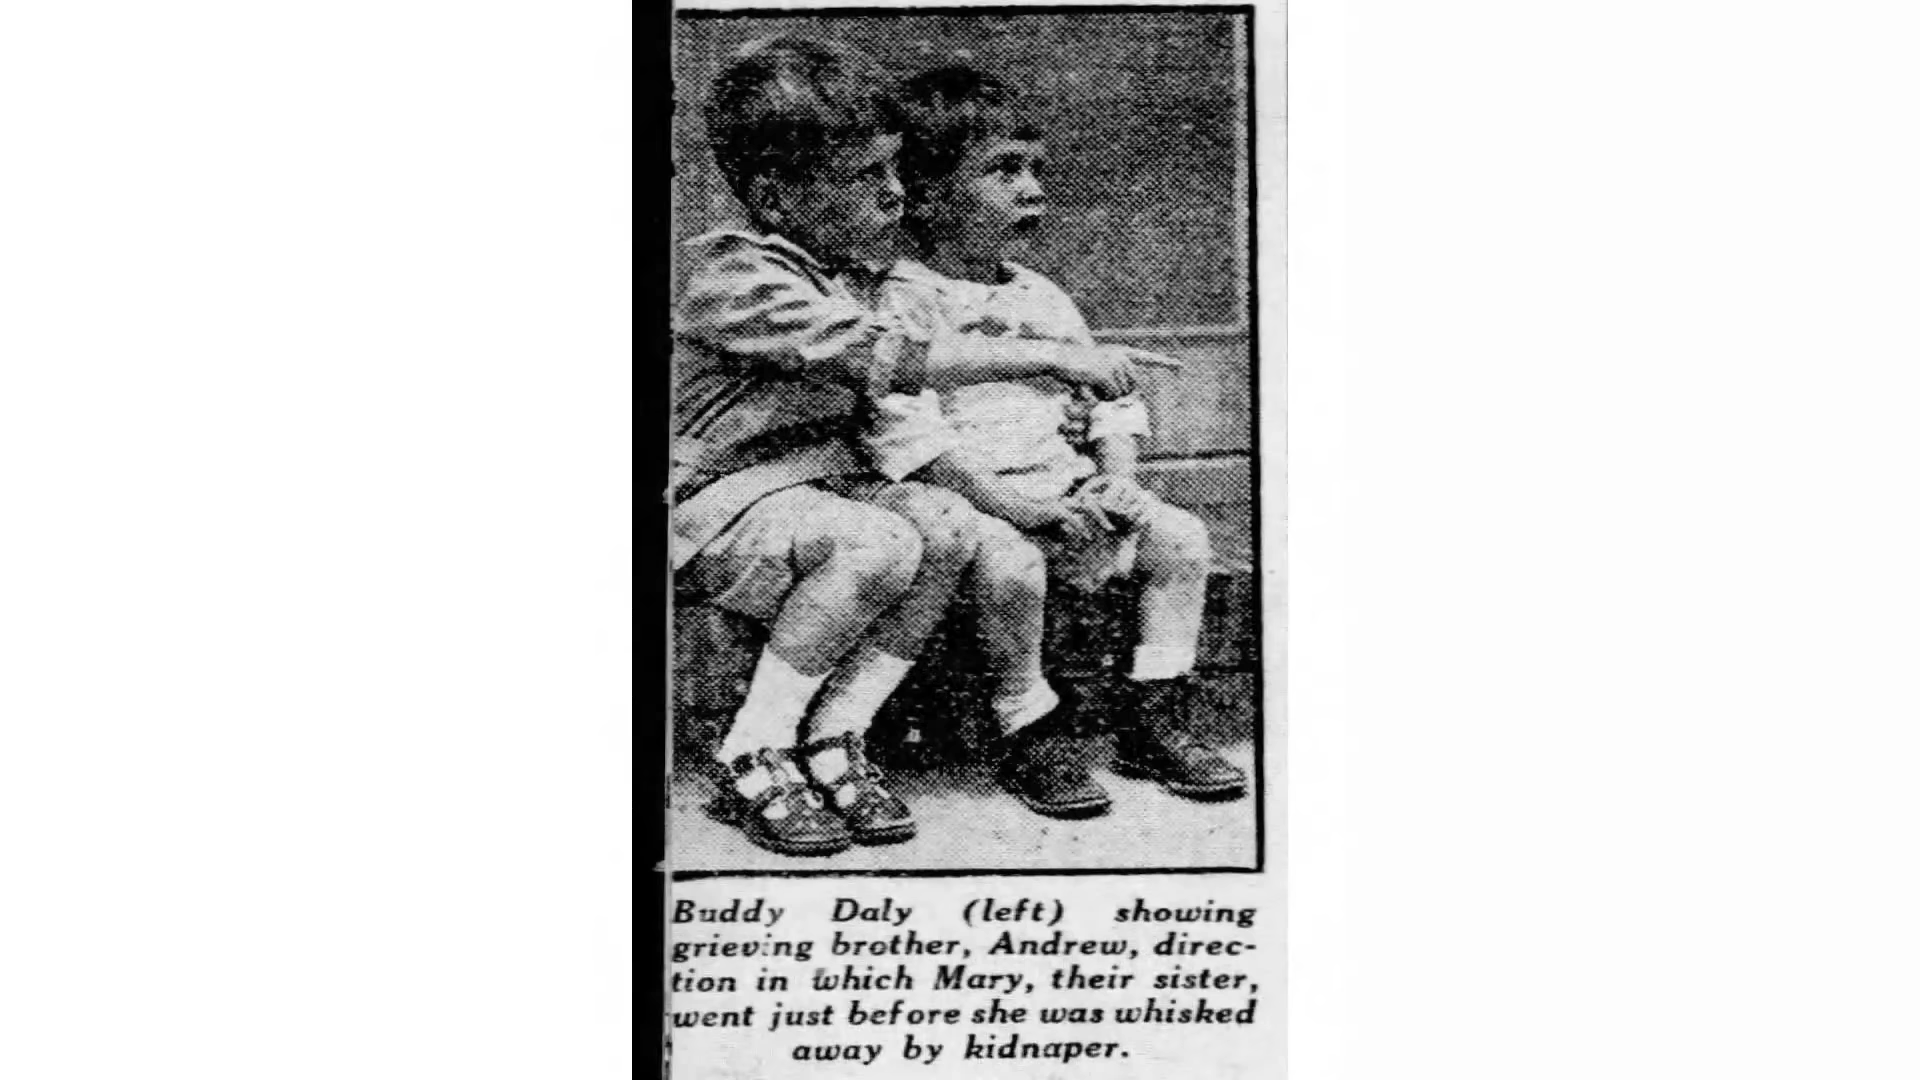 Buddy Daly (left) showing
grieving brother, Andrew, direc-
tion in which Mary, their sister,
went just before she was whisked
away by kidnaper.